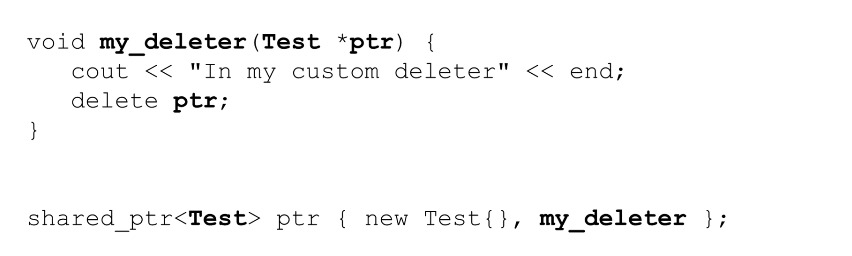 void my_deleter(Test *ptr) {
   cout << "In my custom deleter" << end;
   delete ptr;
}
shared_ptr<Test> ptr { new Test{}, my_deleter };